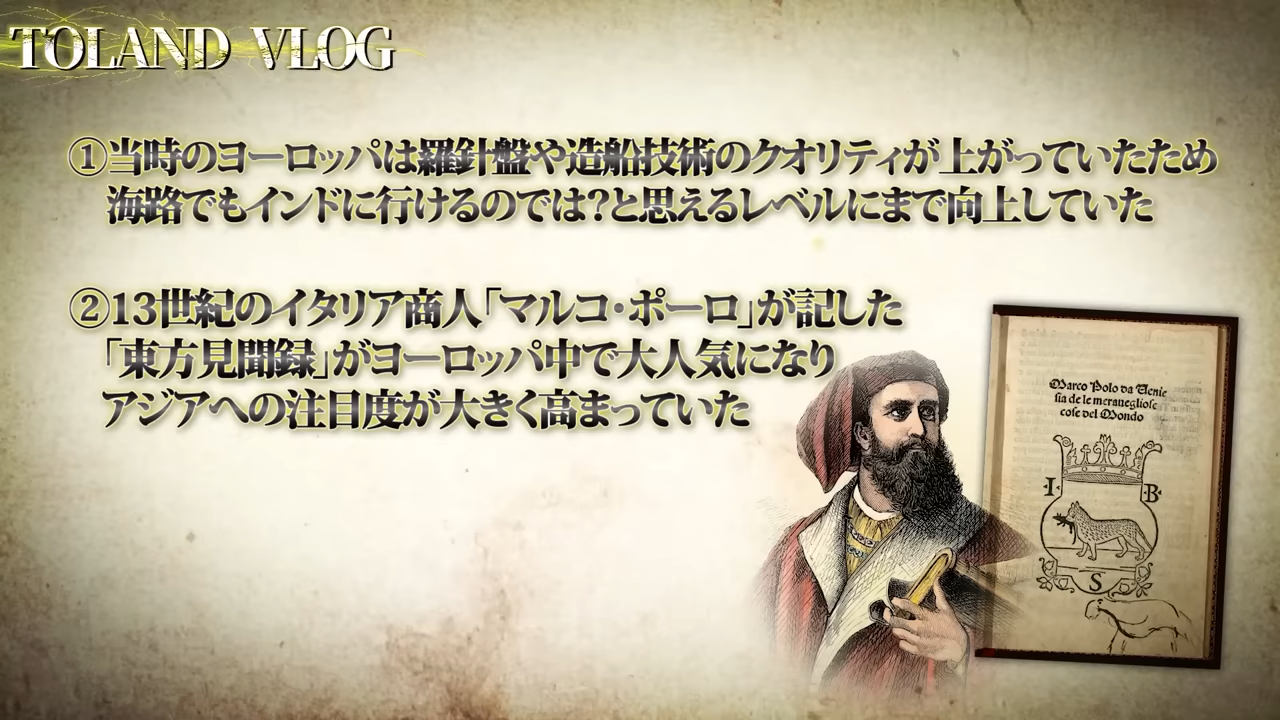 TOLAND VLOG
①当時のヨーロッパは羅針盤や造船技術のクオリティが上がっていたため
海路でもインドに行けるのでは?と思えるレベルにまで向上していた
②13世紀のイタリア商人「マルコ・ポーロ」が記した
「東方見聞録」がヨーロッパ中で大人気になり
アジアへの注目度が大きく高まっていた
Marco Polo da Venie
sia de le merauegliose
cose del Mondo
I B
S